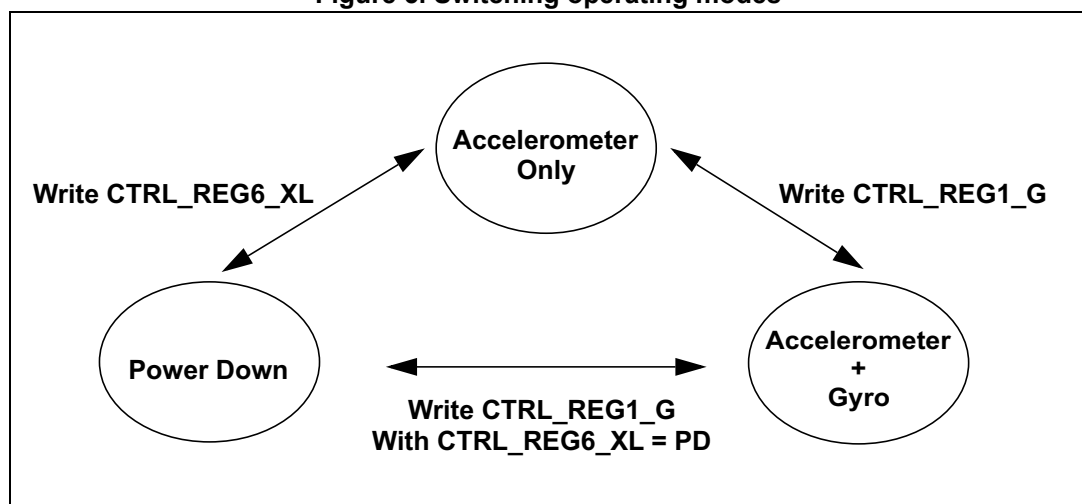 Figure Switching operating modes
Accelerometer
Only
Write CTRL_REG6_XL
Write CTRL_REG1_G
Power Down
Accelerometer
+
Gyro
Write CTRL_REG1_G
With CTRL_REG6_XL = PD